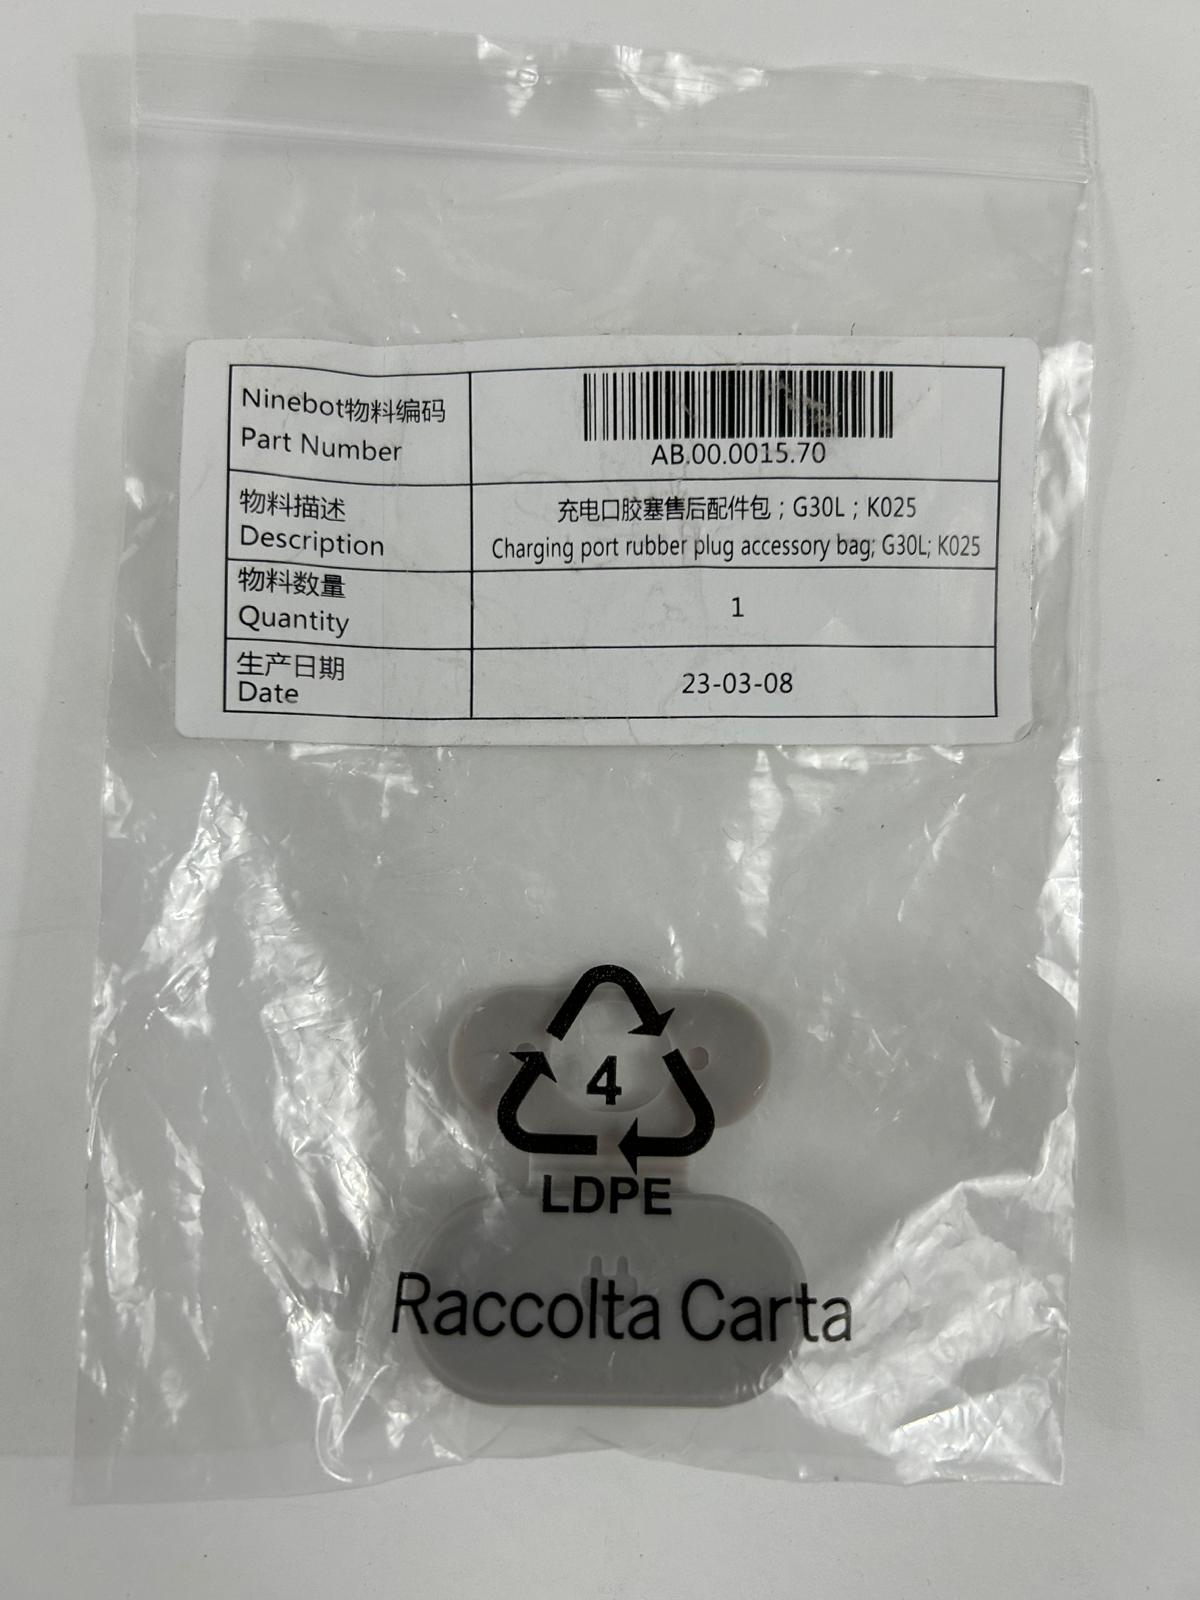 Ninebot物料编码
Part Number
AB.00.0015.70
物料描述
Description
充电口胶塞售后配件包；G30L；K025
Charging port rubber plug accessory bag; G30L; K025
物料数量
Quantity
1
生产日期
Date
23-03-08
4
LDPE
Raccolta Carta